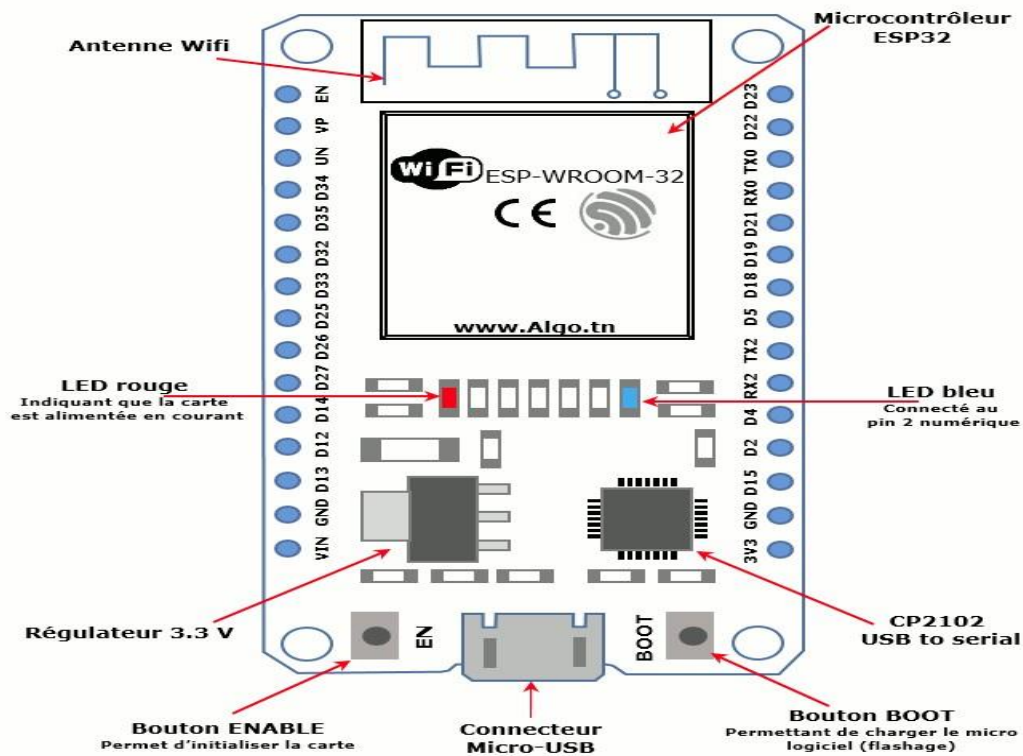 Antenne Wifi
Microcontrôleur
ESP32
EN
VP
UN
D34
D35
D32
D33
D25
D26
D27
D14
D12
D13
GND
VIN
D23
D22
TX0
RX0
D21
D19
D18
D5
TX2
RX2
D4
D2
D15
GND
3V3
WiFi
ESP-WROOM-32
CE
www.Algo.tn
LED rouge
Indiquant que la carte
est alimentée en courant
LED bleu
Connecté au
pin 2 numérique
Régulateur 3.3 V
CP2102
USB to serial
EN
BOOT
Bouton ENABLE
Permet d'initialiser la carte
Connecteur
Micro-USB
Bouton BOOT
Permettant de charger le micro
logiciel (flashage)